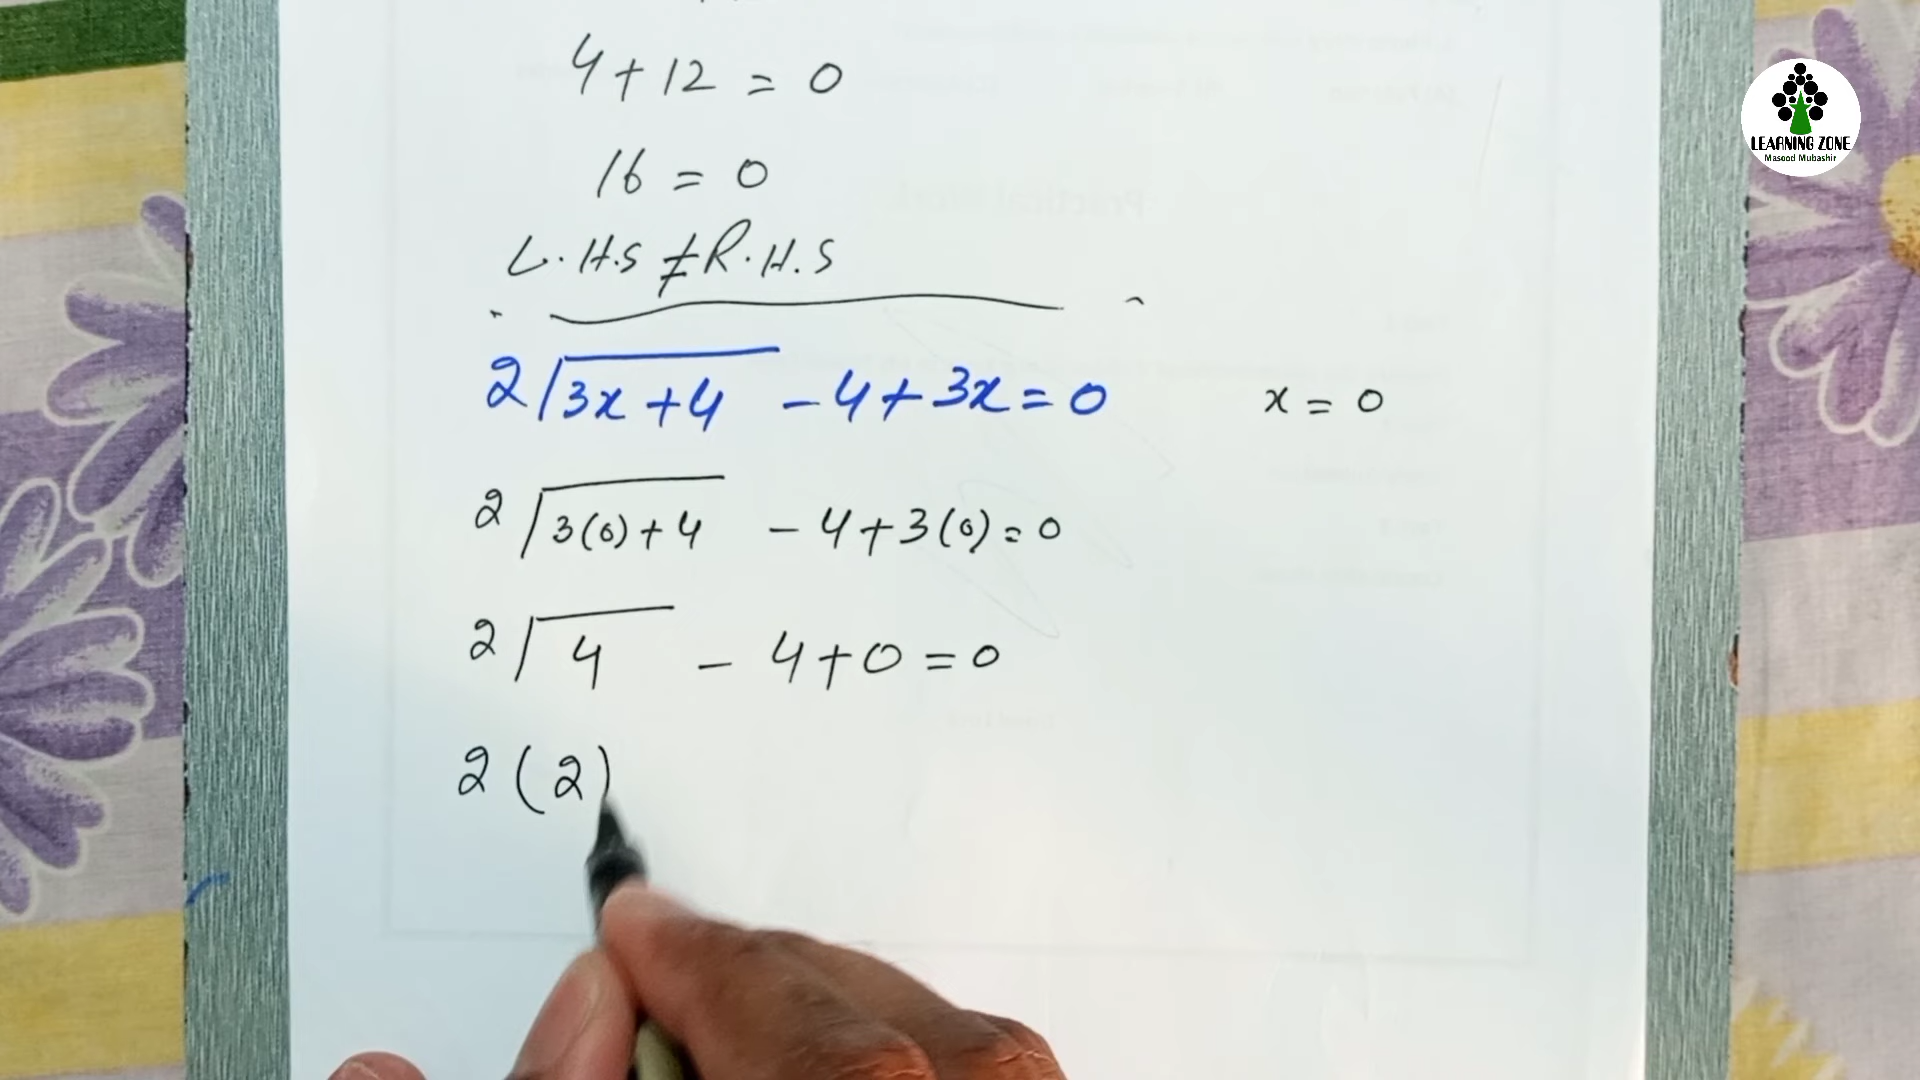 4 + 12 = 0
16 = 0
L.H.S ≠ R.H.S
2√(3x + 4) - 4 + 3x = 0 x = 0
2√(3(0) + 4) - 4 + 3(0) = 0
2√4 - 4 + 0 = 0
2(2)
LEARNING ZONE
Masood Mubashir